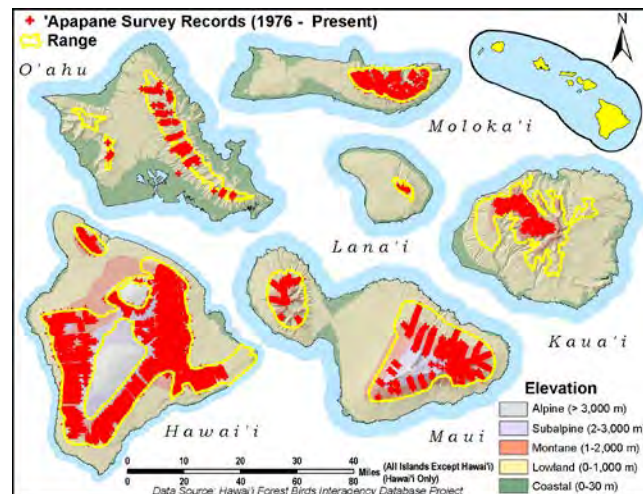 'Apapane Survey Records (1976 - Present)
Range
N
O'ahu
Moloka'i
Lana'i
Kaua'i
Hawai'i
Maui
Elevation
Alpine (> 3,000 m)
Subalpine (2-3,000 m)
Montane (1-2,000 m)
Lowland (0-1,000 m)
Coastal (0-30 m)
0 10 20 30 40
Miles (All Islands Except Hawai'i)
0 20 40 60 80 (Hawai'i Only)
Data Source: Hawai'i Forest Birds Interagency Database Project